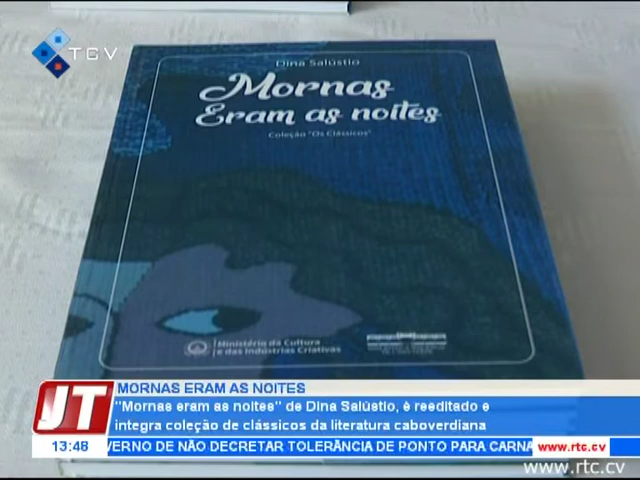 TCV
Dina Salústio
Mornas
Eram as noites
Coleção "Os Clássicos"
Ministério da Cultura
e das Indústrias Criativas
JT
MORNAS ERAM AS NOITES
"Mornas eram as noites" de Dina Salústio, é reeditado e
integra coleção de clássicos da literatura caboverdiana
13:48
VERNO DE NÃO DECRETAR TOLERÂNCIA DE PONTO PARA CARNA
www.rtc.cv
www.rtc.cv